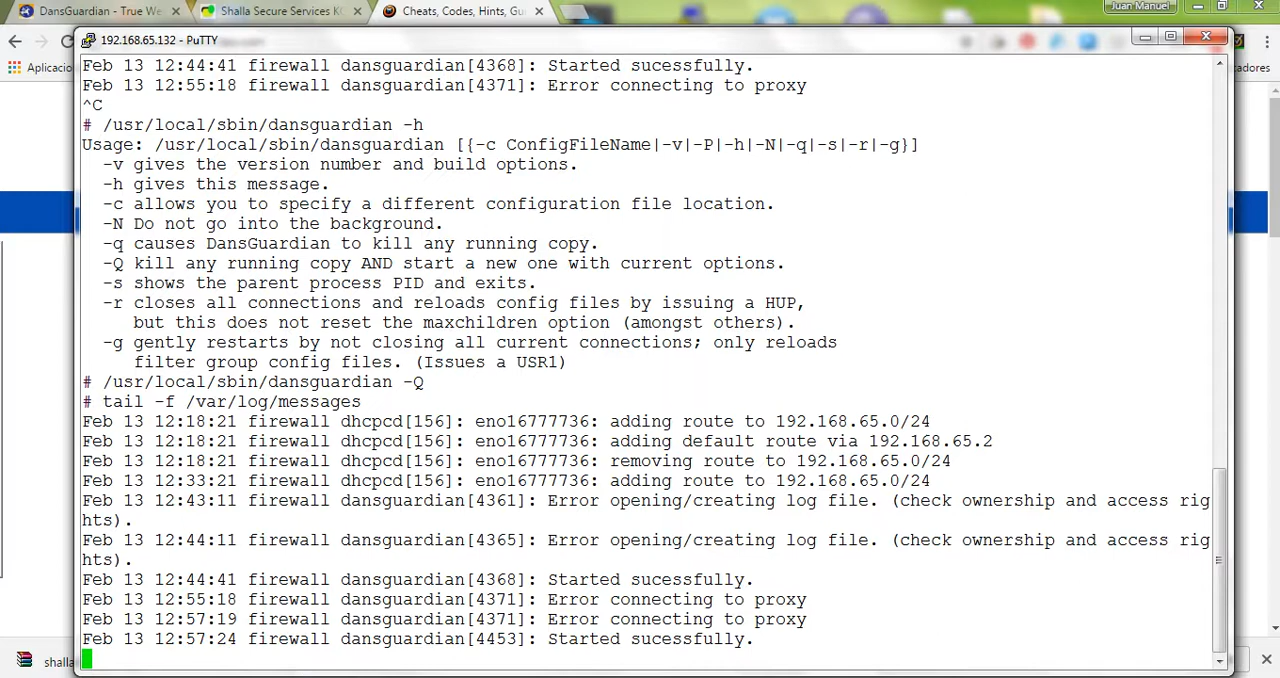 DansGuardian - True We
Shalla Secure Services K
Cheats, Codes, Hints, Gu
Juan Manuel
192.168.65.132 - PuTTY
Aplicacio
adores
Feb 13 12:44:41 firewall dansguardian[4368]: Started sucessfully.
Feb 13 12:55:18 firewall dansguardian[4371]: Error connecting to proxy
^C
# /usr/local/sbin/dansguardian -h
Usage: /usr/local/sbin/dansguardian [{-c ConfigFileName|-v|-P|-h|-N|-q|-s|-r|-g}]
-v gives the version number and build options.
-h gives this message.
-c allows you to specify a different configuration file location.
-N Do not go into the background.
-q causes DansGuardian to kill any running copy.
-Q kill any running copy AND start a new one with current options.
-s shows the parent process PID and exits.
-r closes all connections and reloads config files by issuing a HUP,
but this does not reset the maxchildren option (amongst others).
-g gently restarts by not closing all current connections; only reloads
filter group config files. (Issues a USR1)
# /usr/local/sbin/dansguardian -Q
# tail -f /var/log/messages
Feb 13 12:18:21 firewall dhcpcd[156]: eno16777736: adding route to 192.168.65.0/24
Feb 13 12:18:21 firewall dhcpcd[156]: eno16777736: adding default route via 192.168.65.2
Feb 13 12:18:21 firewall dhcpcd[156]: eno16777736: removing route to 192.168.65.0/24
Feb 13 12:33:21 firewall dhcpcd[156]: eno16777736: adding route to 192.168.65.0/24
Feb 13 12:43:11 firewall dansguardian[4361]: Error opening/creating log file. (check ownership and access rig
hts).
Feb 13 12:44:11 firewall dansguardian[4365]: Error opening/creating log file. (check ownership and access rig
hts).
Feb 13 12:44:41 firewall dansguardian[4368]: Started sucessfully.
Feb 13 12:55:18 firewall dansguardian[4371]: Error connecting to proxy
Feb 13 12:57:19 firewall dansguardian[4371]: Error connecting to proxy
Feb 13 12:57:24 firewall dansguardian[4453]: Started sucessfully.
shalla